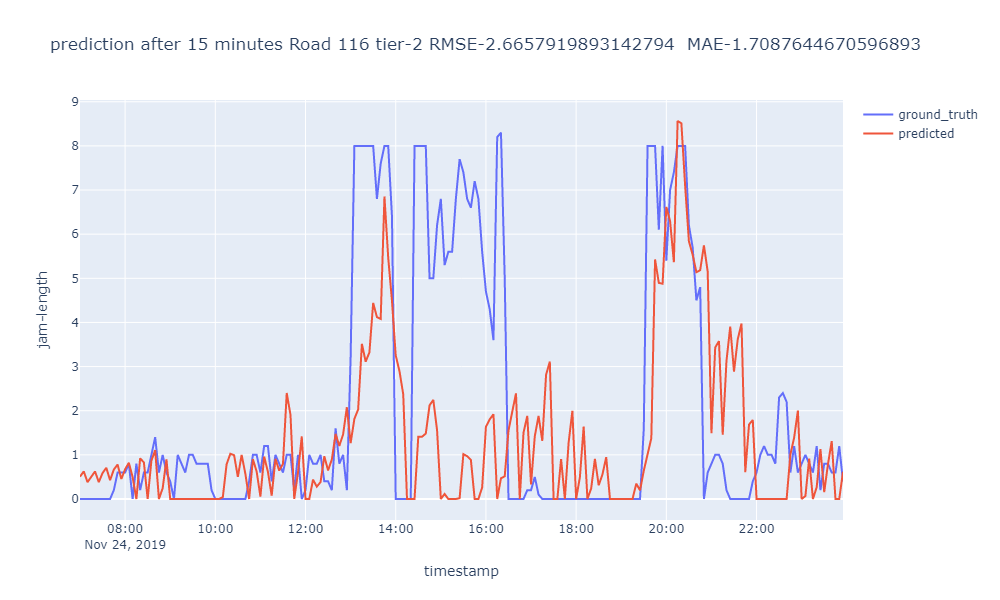 prediction after 15 minutes Road 116 tier-2 RMSE-2.6657919893142794  MAE-1.7087644670596893
ground_truth
predicted
jam-length
9
8
7
6
5
4
3
2
1
0
08:00 10:00 12:00 14:00 16:00 18:00 20:00 22:00
Nov 24, 2019
timestamp